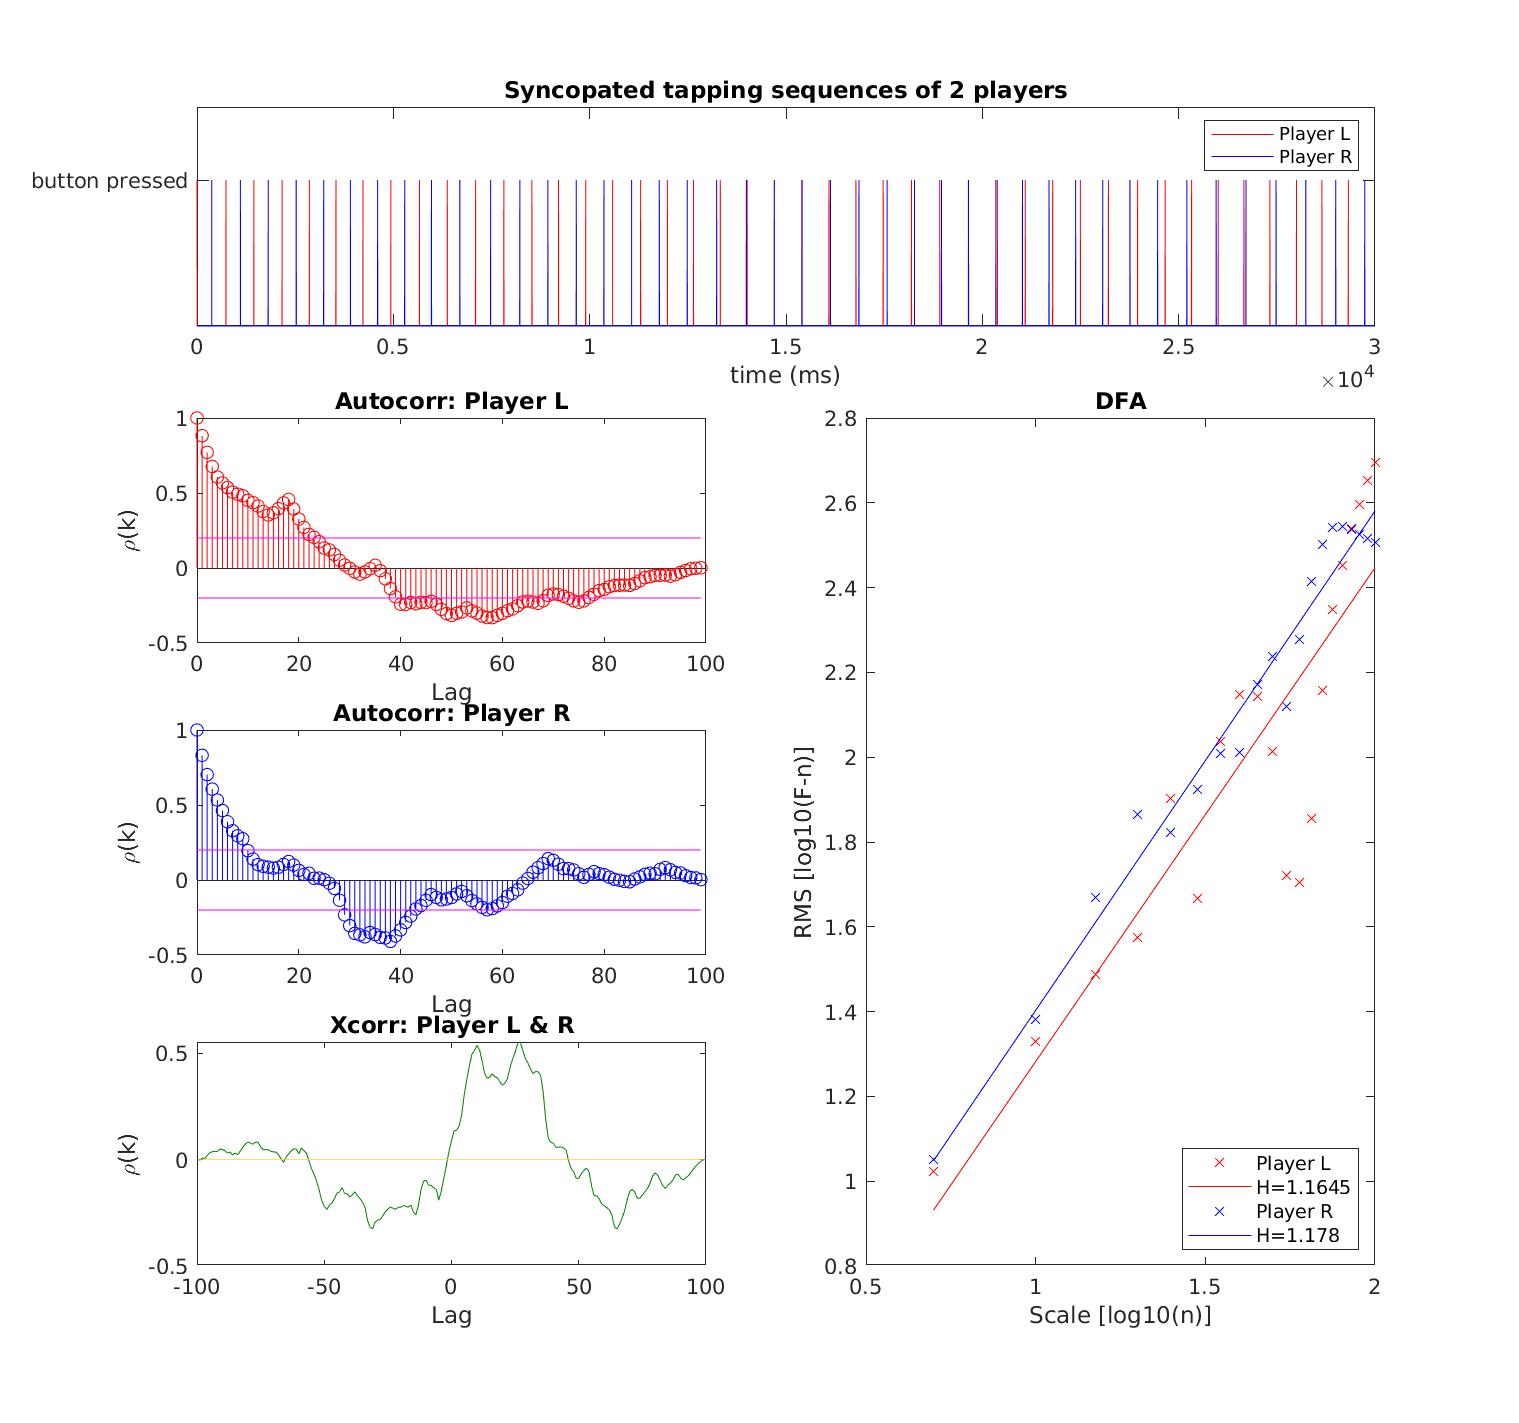 Syncopated tapping sequences of 2 players
Player L
Player R
button pressed
0 0.5 1 1.5 2 2.5 3
time (ms)
×10^4
Autocorr: Player L
1
0.5
0
-0.5
ρ(k)
0 20 40 60 80 100
Lag
Autocorr: Player R
1
0.5
0
-0.5
ρ(k)
0 20 40 60 80 100
Lag
Xcorr: Player L & R
0.5
0
-0.5
ρ(k)
-100 -50 0 50 100
Lag
DFA
2.8
2.6
2.4
2.2
2
1.8
1.6
1.4
1.2
1
0.8
RMS [log10(F-n)]
0.5 1 1.5 2
Scale [log10(n)]
Player L
H=1.1645
Player R
H=1.178